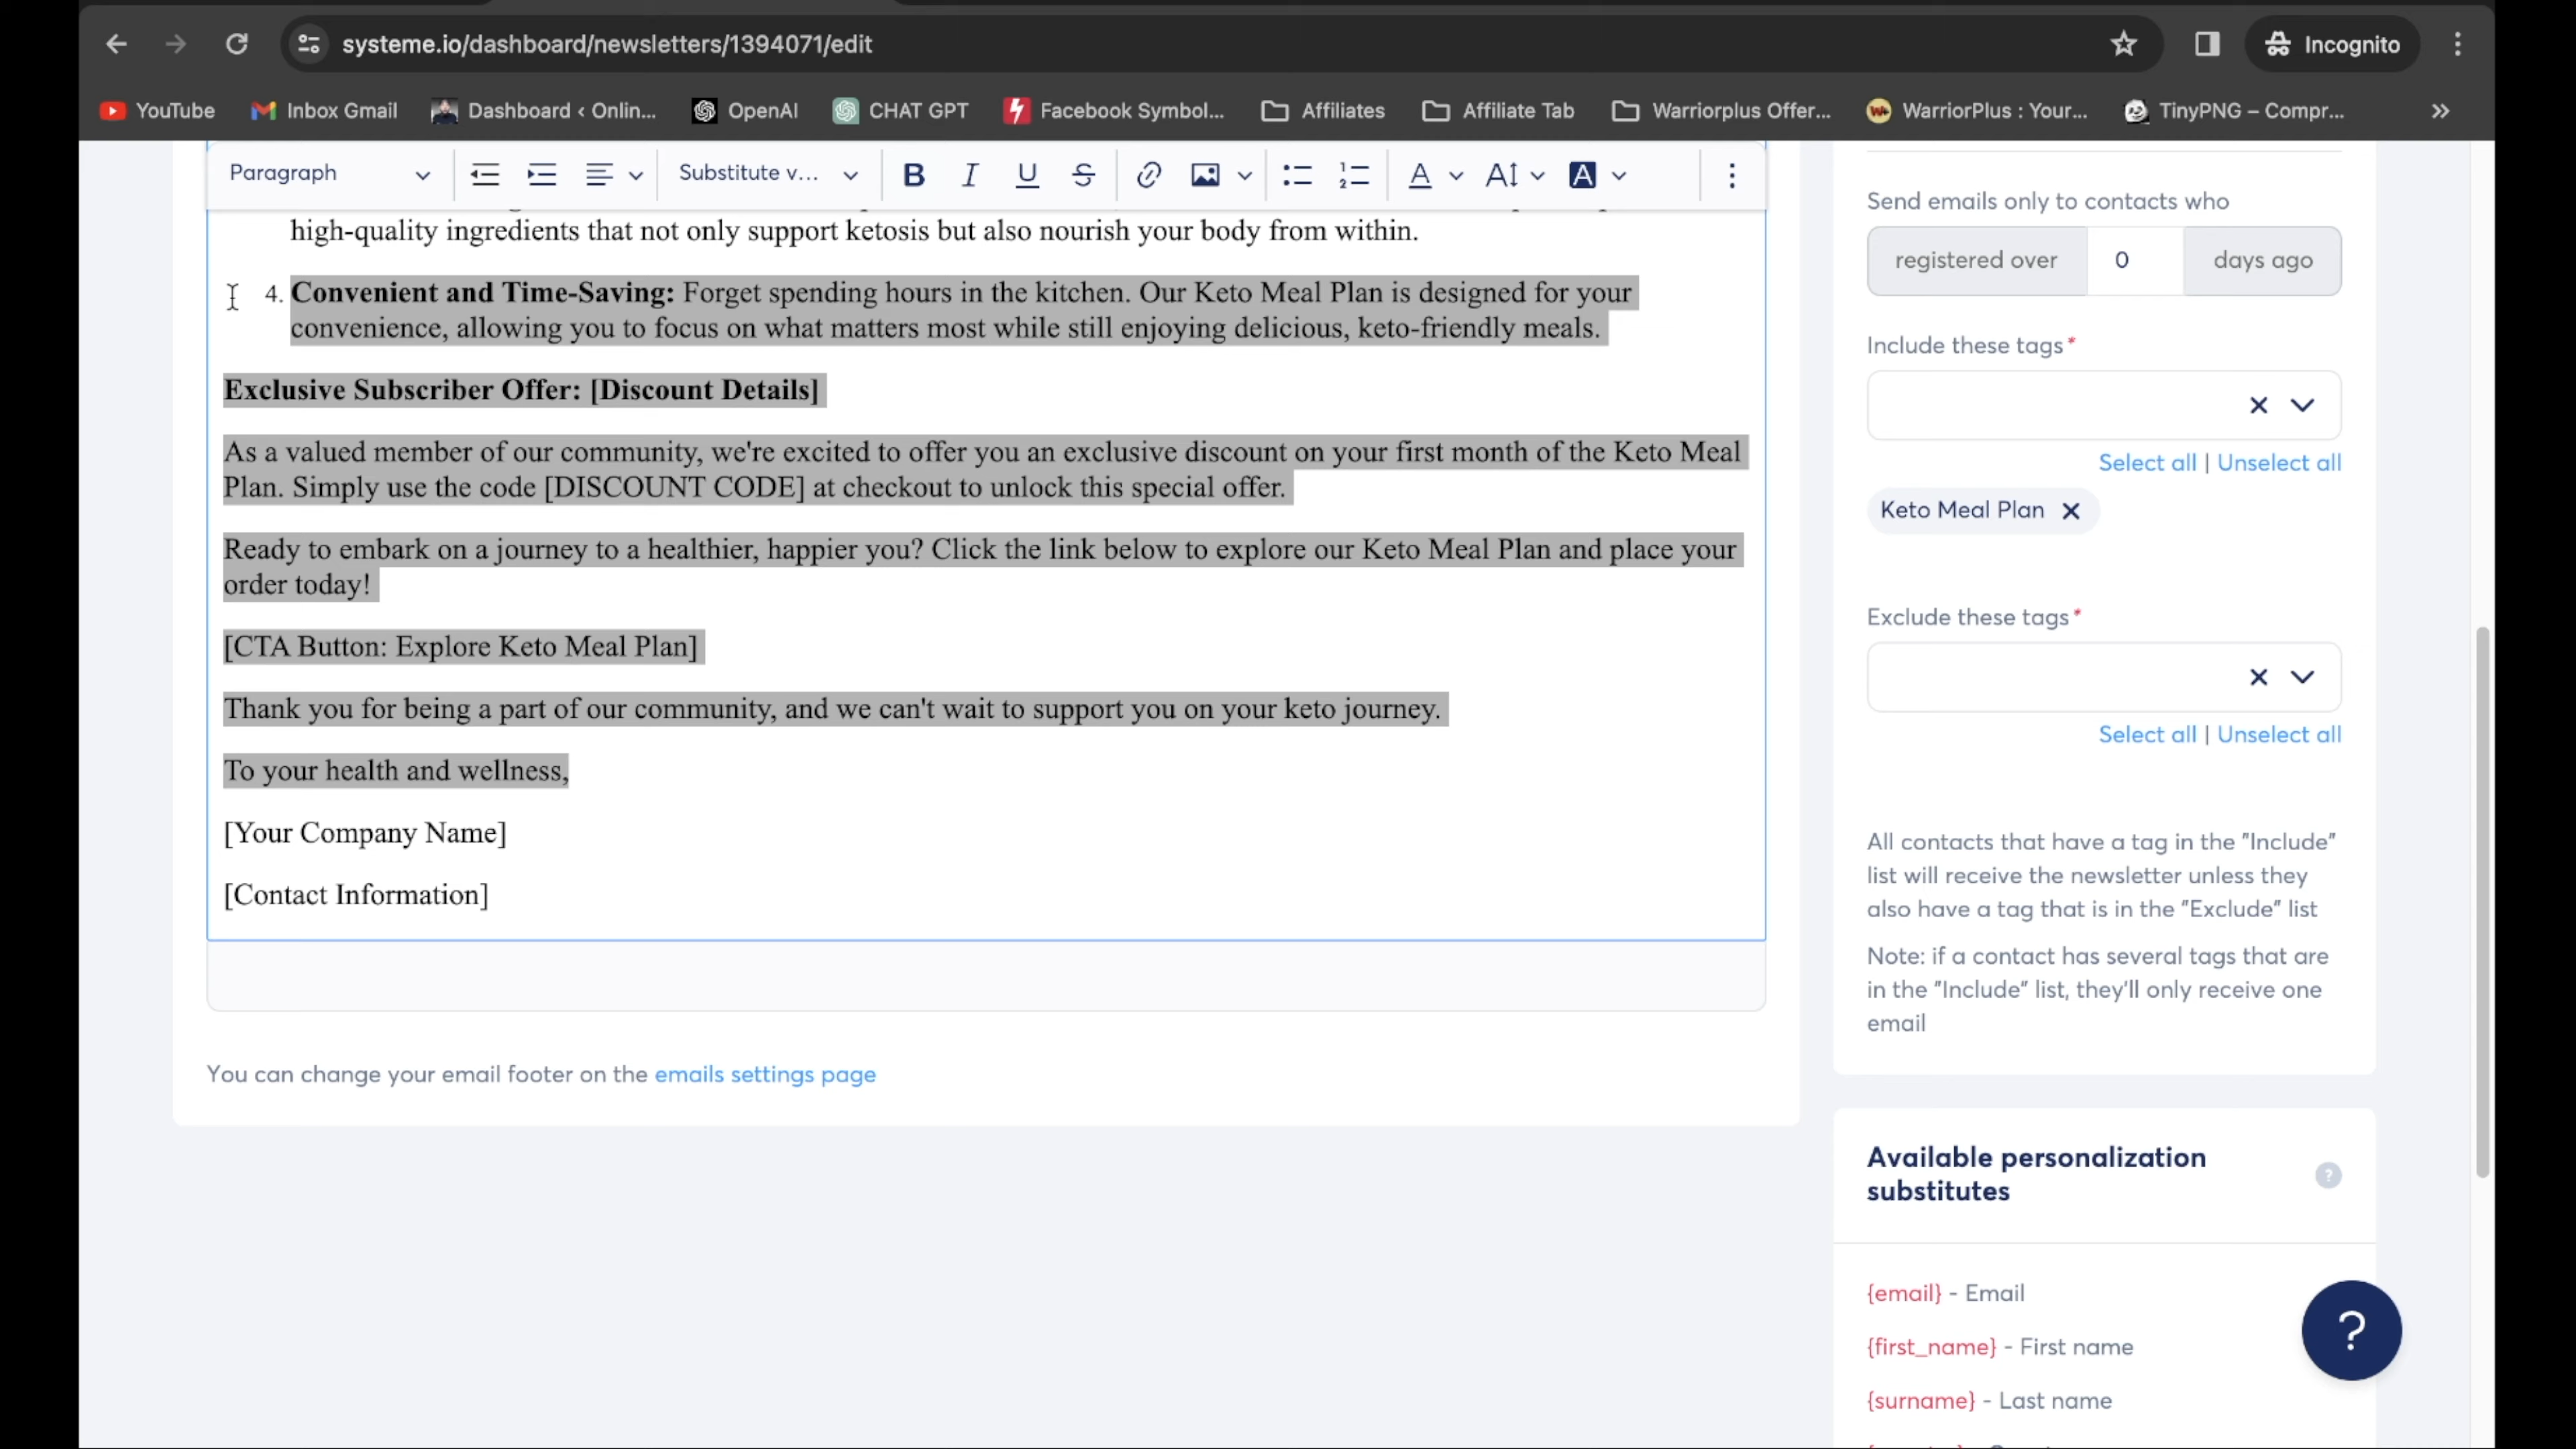 systeme.io/dashboard/newsletters/1394071/edit
Incognito
YouTube
Inbox Gmail
Dashboard ‹ Onlin...
OpenAI
CHAT GPT
Facebook Symbol...
Affiliates
Affiliate Tab
Warriorplus Offer...
WarriorPlus : Your...
TinyPNG – Compr...
Paragraph
Substitute v...
high-quality ingredients that not only support ketosis but also nourish your body from within.
4. Convenient and Time-Saving: Forget spending hours in the kitchen. Our Keto Meal Plan is designed for your
convenience, allowing you to focus on what matters most while still enjoying delicious, keto-friendly meals.
Exclusive Subscriber Offer: [Discount Details]
As a valued member of our community, we're excited to offer you an exclusive discount on your first month of the Keto Meal
Plan. Simply use the code [DISCOUNT CODE] at checkout to unlock this special offer.
Ready to embark on a journey to a healthier, happier you? Click the link below to explore our Keto Meal Plan and place your
order today!
[CTA Button: Explore Keto Meal Plan]
Thank you for being a part of our community, and we can't wait to support you on your keto journey.
To your health and wellness,
[Your Company Name]
[Contact Information]
You can change your email footer on the emails settings page
Send emails only to contacts who
registered over 0 days ago
Include these tags*
Select all | Unselect all
Keto Meal Plan
Exclude these tags*
Select all | Unselect all
All contacts that have a tag in the "Include"
list will receive the newsletter unless they
also have a tag that is in the "Exclude" list
Note: if a contact has several tags that are
in the "Include" list, they'll only receive one
email
Available personalization
substitutes
?
{email} - Email
{first_name} - First name
{surname} - Last name
?